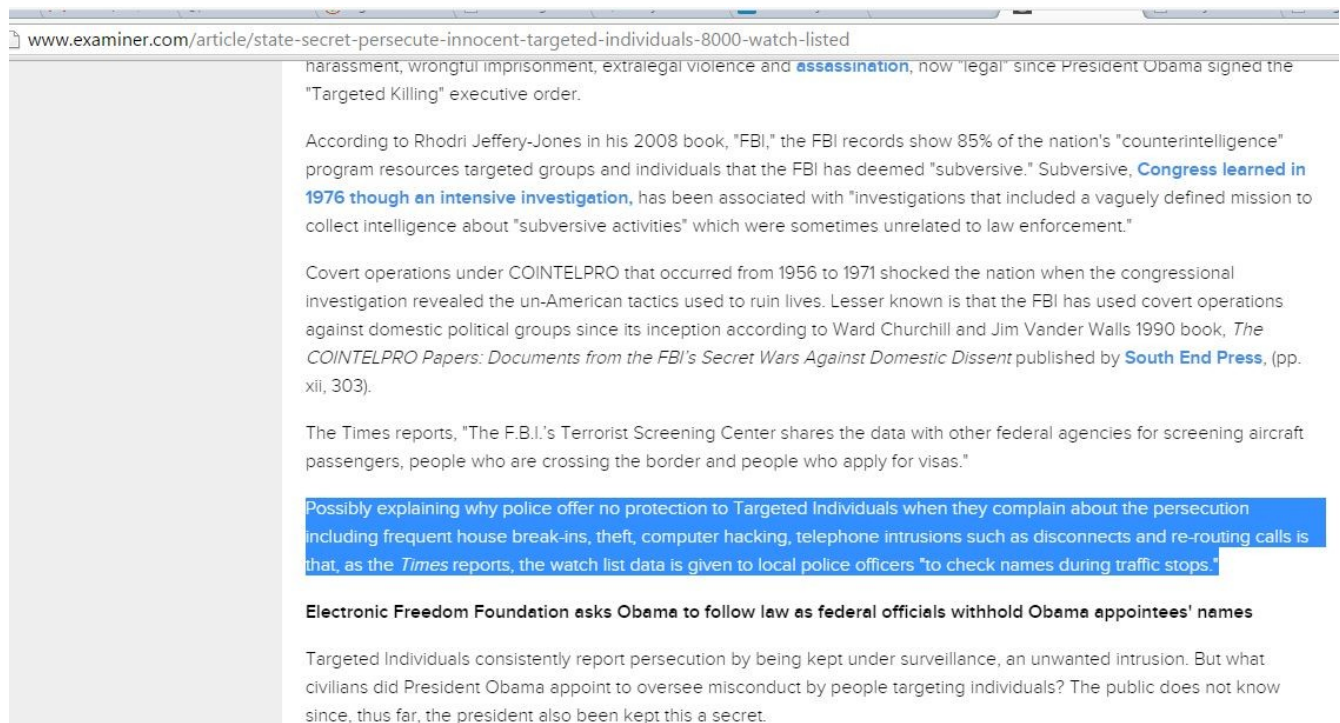 www.examiner.com/article/state-secret-persecute-innocent-targeted-individuals-8000-watch-listed
harassment, wrongful imprisonment, extralegal violence and assassination, now "legal" since President Obama signed the
"Targeted Killing" executive order.
According to Rhodri Jeffery-Jones in his 2008 book, "FBI," the FBI records show 85% of the nation's "counterintelligence"
program resources targeted groups and individuals that the FBI has deemed "subversive." Subversive, Congress learned in
1976 though an intensive investigation, has been associated with "investigations that included a vaguely defined mission to
collect intelligence about "subversive activities" which were sometimes unrelated to law enforcement."
Covert operations under COINTELPRO that occurred from 1956 to 1971 shocked the nation when the congressional
investigation revealed the un-American tactics used to ruin lives. Lesser known is that the FBI has used covert operations
against domestic political groups since its inception according to Ward Churchill and Jim Vander Walls 1990 book, The
COINTELPRO Papers: Documents from the FBI's Secret Wars Against Domestic Dissent published by South End Press, (pp.
xii, 303).
The Times reports, "The F.B.I.'s Terrorist Screening Center shares the data with other federal agencies for screening aircraft
passengers, people who are crossing the border and people who apply for visas."
Possibly explaining why police offer no protection to Targeted Individuals when they complain about the persecution
including frequent house break-ins, theft, computer hacking, telephone intrusions such as disconnects and re-routing calls is
that, as the Times reports, the watch list data is given to local police officers "to check names during traffic stops."
Electronic Freedom Foundation asks Obama to follow law as federal officials withhold Obama appointees' names
Targeted Individuals consistently report persecution by being kept under surveillance, an unwanted intrusion. But what
civilians did President Obama appoint to oversee misconduct by people targeting individuals? The public does not know
since, thus far, the president also been kept this a secret.